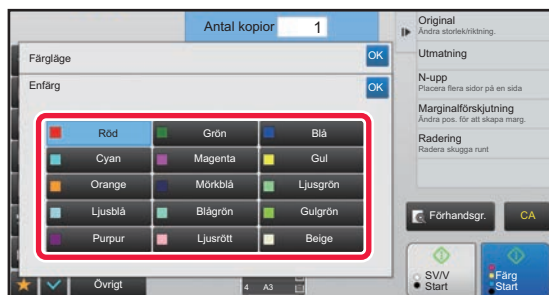 Antal kopior 1
Färgläge OK
Enfärg OK
Röd Grön Blå
Cyan Magenta Gul
Orange Mörkblå Ljusgrön
Ljusblå Blågrön Gulgrön
Purpur Ljusrött Beige
Övrigt
4 A3
Original
Ändra storlek/riktning.
Utmatning
N-upp
Placera flera sidor på en sida
Marginalförskjutning
Ändra pos. för att skapa marg.
Radering
Radera skugga runt
Förhandsgr. CA
SV/V
Start
Färg
Start